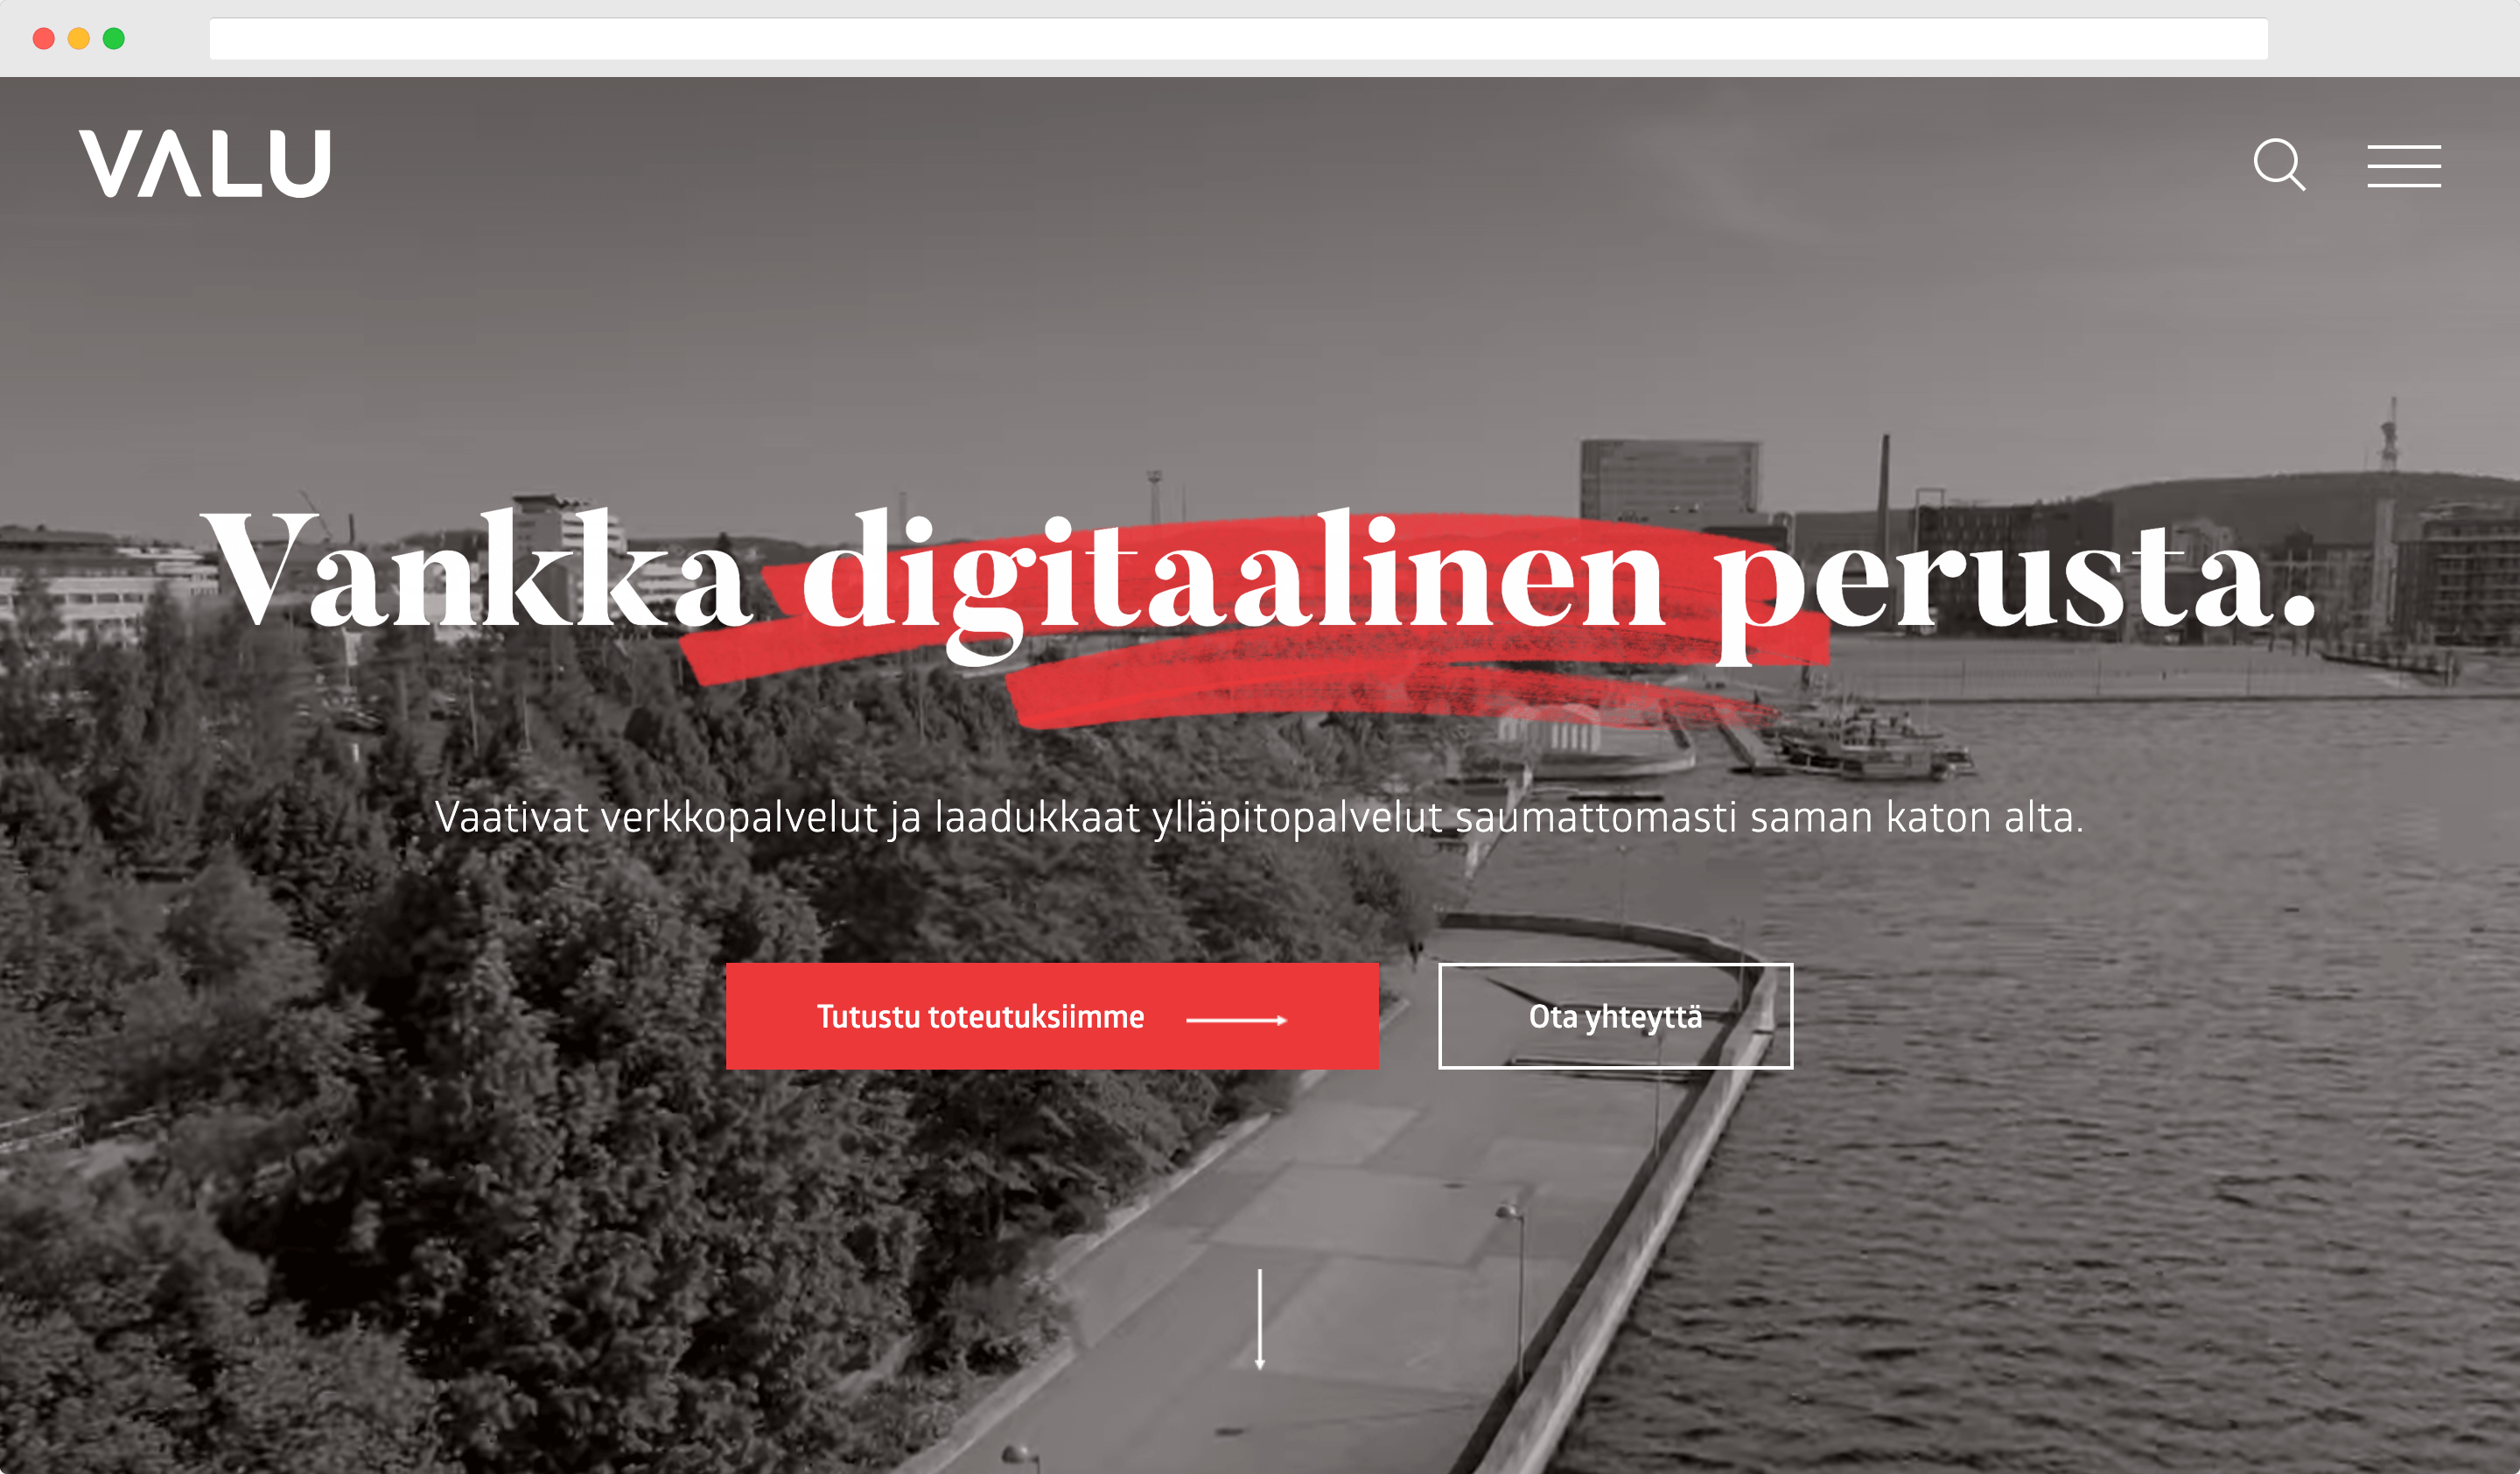 VALU
Vankka digitaalinen perusta.
Vaativat verkkopalvelut ja laadukkaat ylläpitopalvelut saumattomasti saman katon alta.
Tutustu toteutuksiimme
Ota yhteyttä